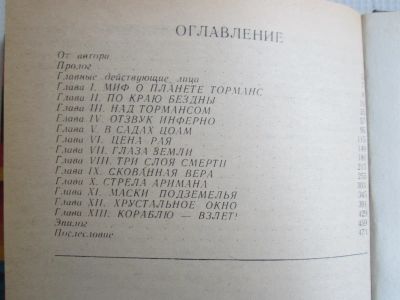 ОГЛАВЛЕНИЕ
От автора
Пролог
Главные действующие лица
Глава I. МИФ О ПЛАНЕТЕ ТОРМАНС
Глава II. ПО КРАЮ БЕЗДНЫ
Глава III. НАД ТОРМАНСОМ
Глава IV. ОТЗВУК ИНФЕРНО
Глава V. В САДАХ ЦОАМ
Глава VI. ЦЕНА РАЯ
Глава VII. ГЛАЗА ЗЕМЛИ
Глава VIII. ТРИ СЛОЯ СМЕРТИ
Глава IX. СКОВАННАЯ ВЕРА
Глава X. СТРЕЛА АРИМАНА
Глава XI. МАСКИ ПОДЗЕМЕЛЬЯ
Глава XII. ХРУСТАЛЬНОЕ ОКНО
Глава XIII. КОРАБЛЮ — ВЗЛЕТ! 429
Эпилог 459
Послесловие 473